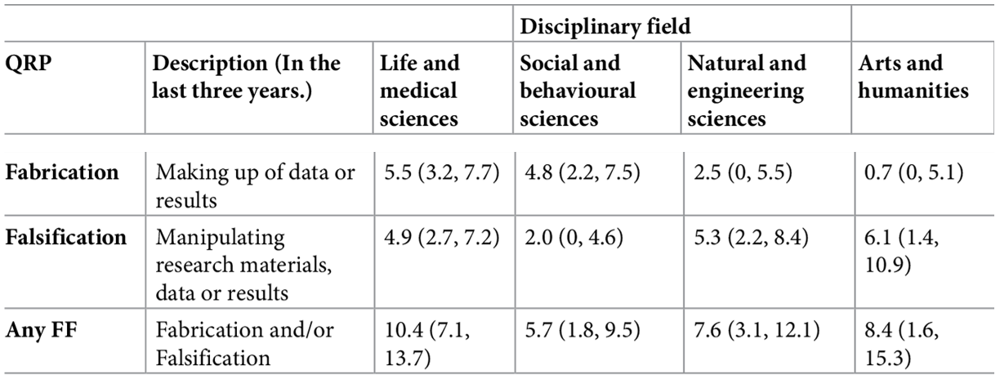 Disciplinary field
QRP Description (In the Life and Social and Natural and Arts and
last three years.) medical behavioural engineering humanities
sciences sciences sciences
Fabrication Making up of data or 5.5 (3.2, 7.7) 4.8 (2.2, 7.5) 2.5 (0, 5.5) 0.7 (0, 5.1)
results
Falsification Manipulating 4.9 (2.7, 7.2) 2.0 (0, 4.6) 5.3 (2.2, 8.4) 6.1 (1.4,
research materials, 10.9)
data or results
Any FF Fabrication and/or 10.4 (7.1, 5.7 (1.8, 9.5) 7.6 (3.1, 12.1) 8.4 (1.6,
Falsification 13.7) 15.3)